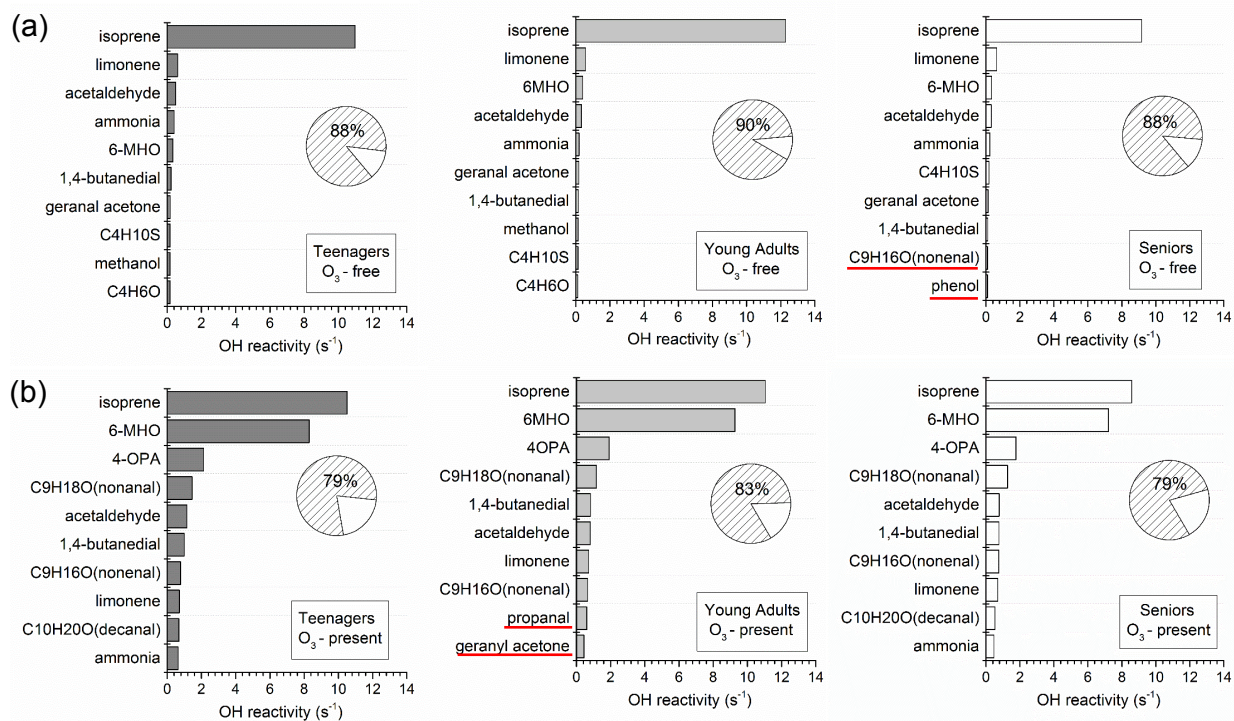 (a)
isoprene
limonene
acetaldehyde
ammonia
6-MHO
1,4-butanedial
geranal acetone
C4H10S
methanol
C4H6O
88%
Teenagers
O₃ - free
0 2 4 6 8 10 12 14
OH reactivity (s⁻¹)
isoprene
limonene
6MHO
acetaldehyde
ammonia
geranal acetone
1,4-butanedial
methanol
C4H10S
C4H6O
90%
Young Adults
O₃ - free
0 2 4 6 8 10 12 14
OH reactivity (s⁻¹)
isoprene
limonene
6-MHO
acetaldehyde
ammonia
C4H10S
geranal acetone
1,4-butanedial
C9H16O(nonenal)
phenol
88%
Seniors
O₃ - free
0 2 4 6 8 10 12 14
OH reactivity (s⁻¹)
(b)
isoprene
6-MHO
4-OPA
C9H18O(nonanal)
acetaldehyde
1,4-butanedial
C9H16O(nonenal)
limonene
C10H20O(decanal)
ammonia
79%
Teenagers
O₃ - present
0 2 4 6 8 10 12 14
OH reactivity (s⁻¹)
isoprene
6MHO
4OPA
C9H18O(nonanal)
1,4-butanedial
acetaldehyde
limonene
C9H16O(nonenal)
propanal
geranyl acetone
83%
Young Adults
O₃ - present
0 2 4 6 8 10 12 14
OH reactivity (s⁻¹)
isoprene
6-MHO
4-OPA
C9H18O(nonanal)
acetaldehyde
1,4-butanedial
C9H16O(nonenal)
limonene
C10H20O(decanal)
ammonia
79%
Seniors
O₃ - present
0 2 4 6 8 10 12 14
OH reactivity (s⁻¹)